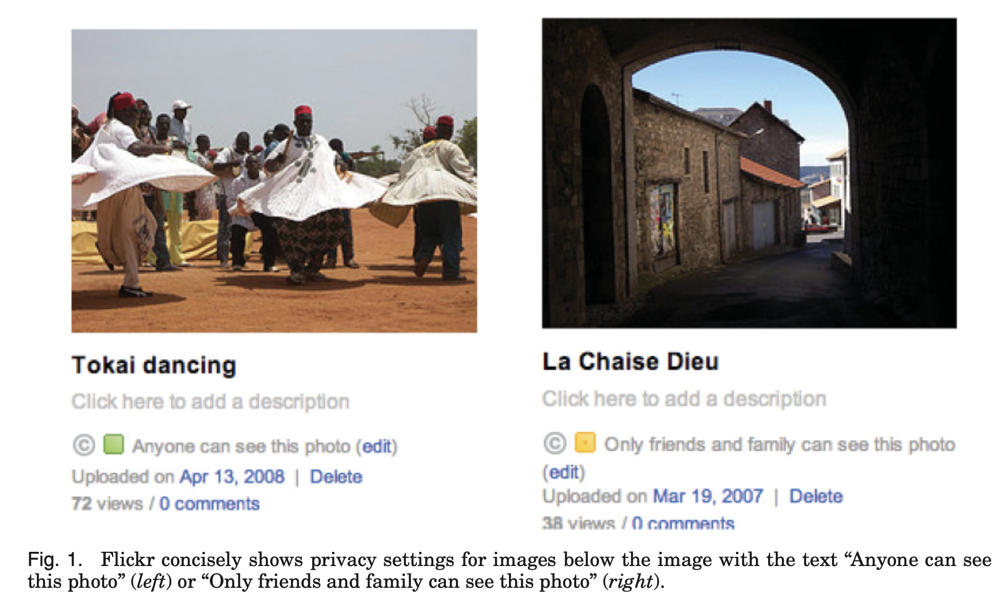 Tokai dancing
Click here to add a description
© Anyone can see this photo (edit)
Uploaded on Apr 13, 2008 | Delete
72 views / 0 comments
La Chaise Dieu
Click here to add a description
© Only friends and family can see this photo
(edit)
Uploaded on Mar 19, 2007 | Delete
38 views / 0 comments
Fig. 1. Flickr concisely shows privacy settings for images below the image with the text “Anyone can see
this photo” (left) or “Only friends and family can see this photo” (right).